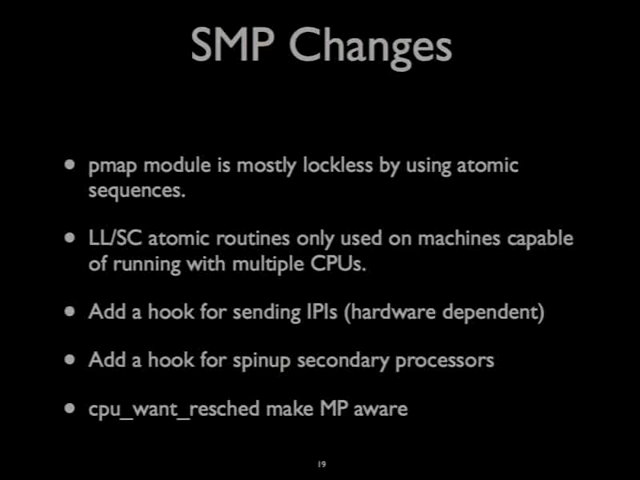 SMP Changes
• pmap module is mostly lockless by using atomic
sequences.
• LL/SC atomic routines only used on machines capable
of running with multiple CPUs.
• Add a hook for sending IPIs (hardware dependent)
• Add a hook for spinup secondary processors
• cpu_want_resched make MP aware
19